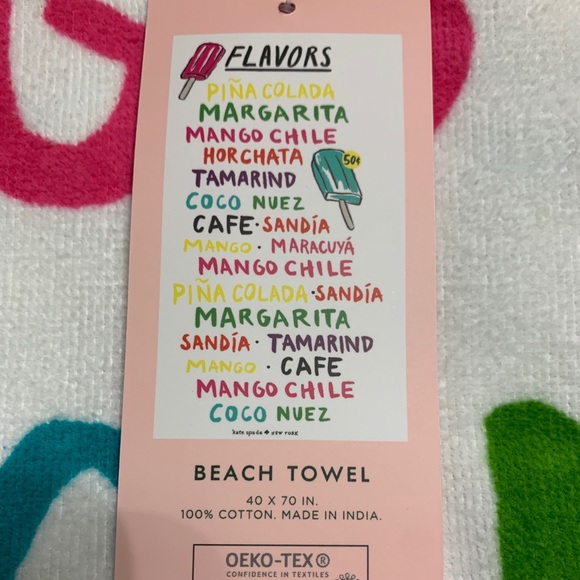 FLAVORS
PIÑA COLADA
MARGARITA
MANGO CHILE
HORCHATA
50¢
TAMARIND
COCO NUEZ
CAFE · SANDÍA
MANGO · MARACUYÁ
MANGO CHILE
PIÑA COLADA · SANDÍA
MARGARITA
SANDÍA · TAMARIND
MANGO · CAFE
MANGO CHILE
COCO NUEZ
kate spade ♠ NEW YORK
BEACH TOWEL
40 X 70 IN.
100% COTTON. MADE IN INDIA.
OEKO-TEX®
CONFIDENCE IN TEXTILES